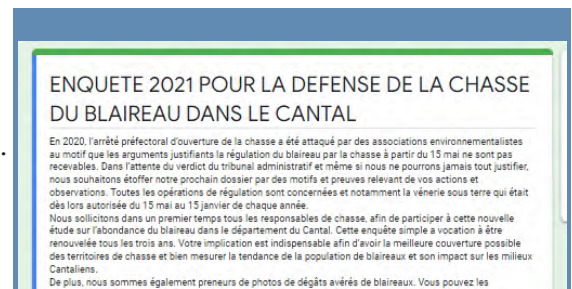 ENQUETE 2021 POUR LA DEFENSE DE LA CHASSE
DU BLAIREAU DANS LE CANTAL
En 2020, l'arrêté préfectoral d'ouverture de la chasse a été attaqué par des associations environnementalistes
au motif que les arguments justifiants la régulation du blaireau par la chasse à partir du 15 mai ne sont pas
recevables. Dans l'attente du verdict du tribunal administratif et même si nous ne pourrons jamais tout justifier,
nous souhaitons étoffer notre prochain dossier par des motifs et preuves relevant de vos actions et
observations. Toutes les opérations de régulation sont concernées et notamment la vénerie sous terre qui était
dès lors autorisée du 15 mai au 15 janvier de chaque année.
Nous sollicitons dans un premier temps tous les responsables de chasse, afin de participer à cette nouvelle
étude sur l'abondance du blaireau dans le département du Cantal. Cette enquête simple a vocation à être
renouvelée tous les trois ans. Votre implication est indispensable afin d'avoir la meilleure couverture possible
des territoires de chasse et bien mesurer la tendance de la population de blaireaux et son impact sur les milieux
Cantaliens.
De plus, nous sommes également preneurs de photos de dégâts avérés de blaireaux. Vous pouvez les